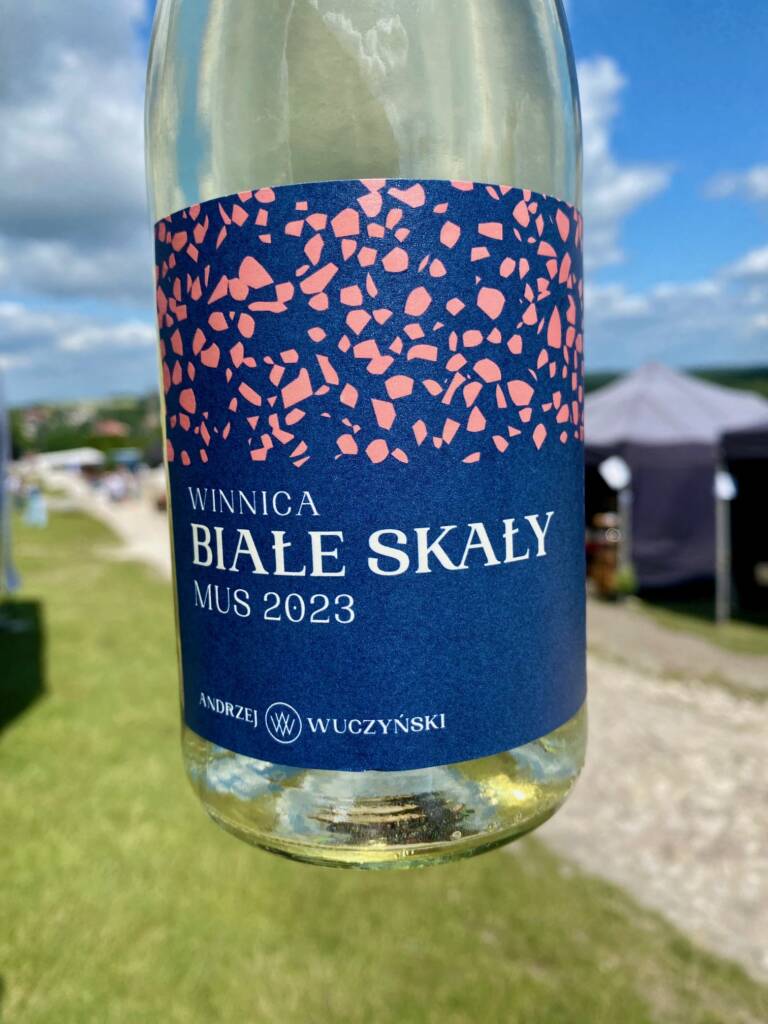 WINNICA
BIAŁE SKAŁY
MUS 2023
ANDRZEJ W WUCZYŃSKI